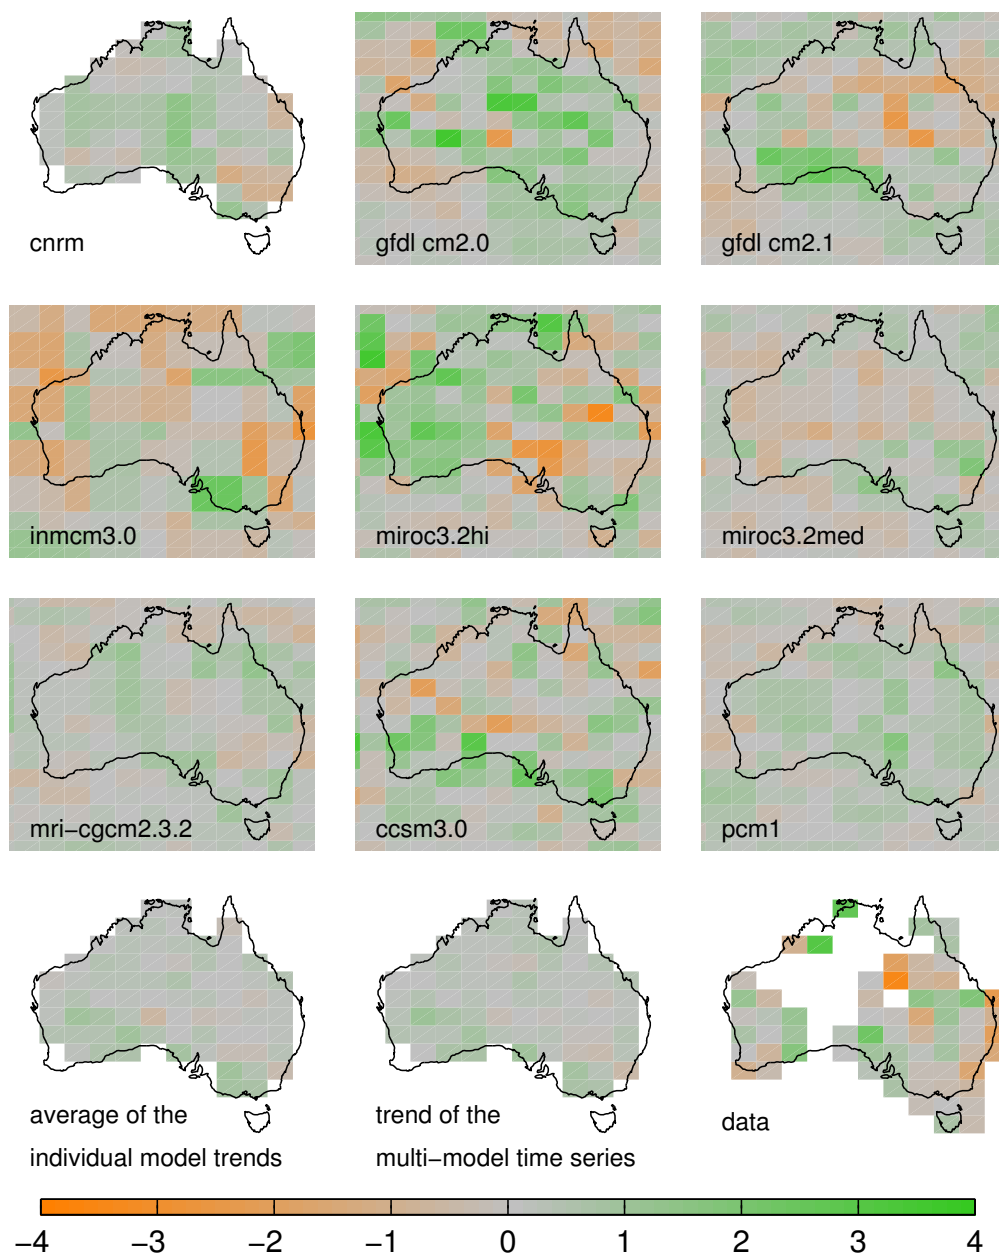 cnrm
gfdl cm2.0
gfdl cm2.1
inmcm3.0
miroc3.2hi
miroc3.2med
mri−cgcm2.3.2
ccsm3.0
pcm1
average of the
individual model trends
trend of the
multi−model time series
data
−4 −3 −2 −1 0 1 2 3 4